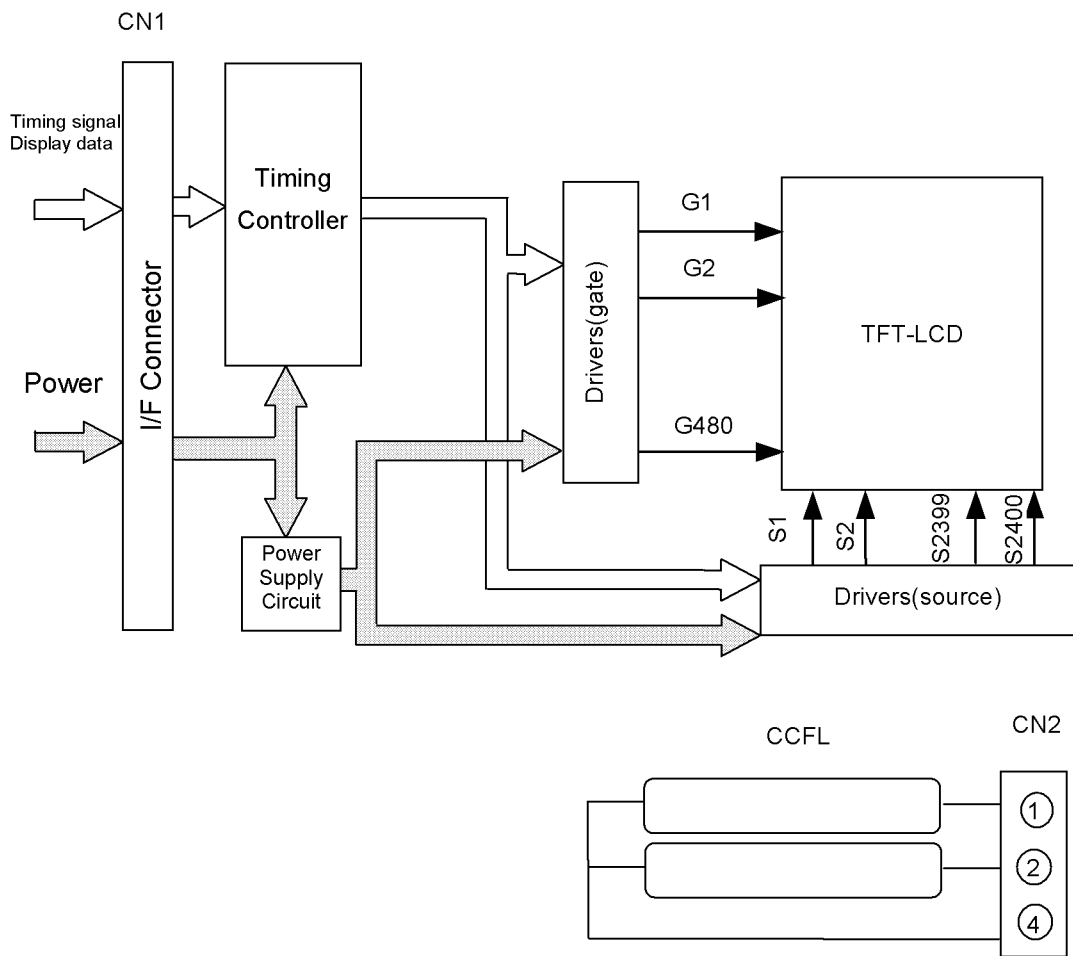 CN1
Timing signal
Display data
Power
I/F Connector
Timing
Controller
Power
Supply
Circuit
Drivers(gate)
G1
G2
G480
TFT-LCD
S1
S2
S2399
S2400
Drivers(source)
CCFL
CN2
1
2
4